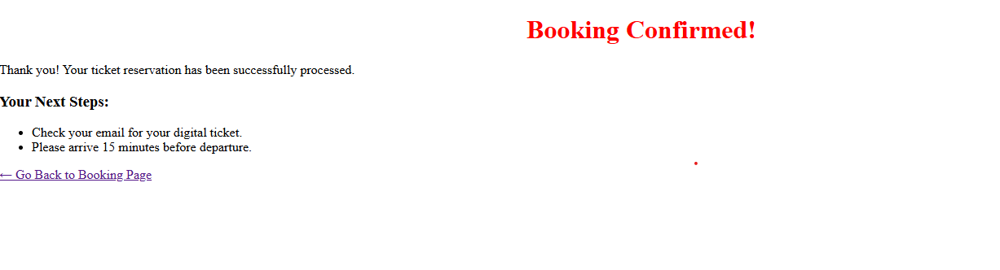 Booking Confirmed!
Thank you! Your ticket reservation has been successfully processed.
Your Next Steps:
• Check your email for your digital ticket.
• Please arrive 15 minutes before departure.
← Go Back to Booking Page